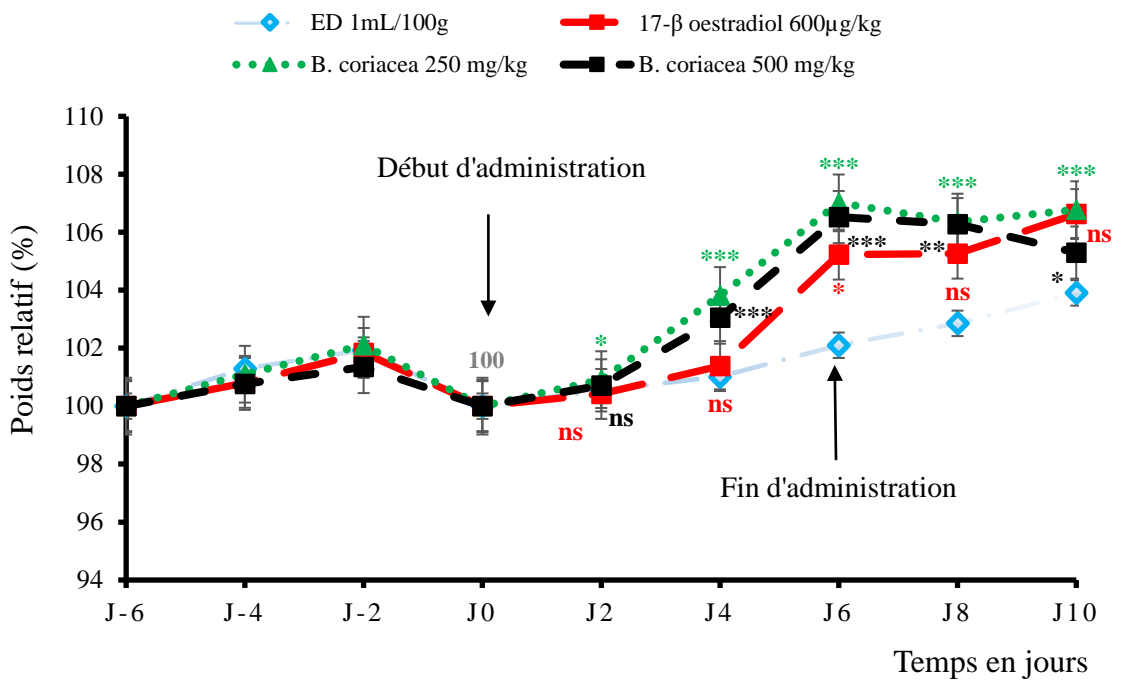 ED 1mL/100g
17-β oestradiol 600µg/kg
B. coriacea 250 mg/kg
B. coriacea 500 mg/kg
110
108
106
104
102
100
98
96
94
Poids relatif (%)
Début d'administration
100
*
ns
ns
***
***
ns
***
***
*
***
**
ns
***
ns
*
Fin d'administration
J-6
J-4
J-2
J0
J2
J4
J6
J8
J10
Temps en jours